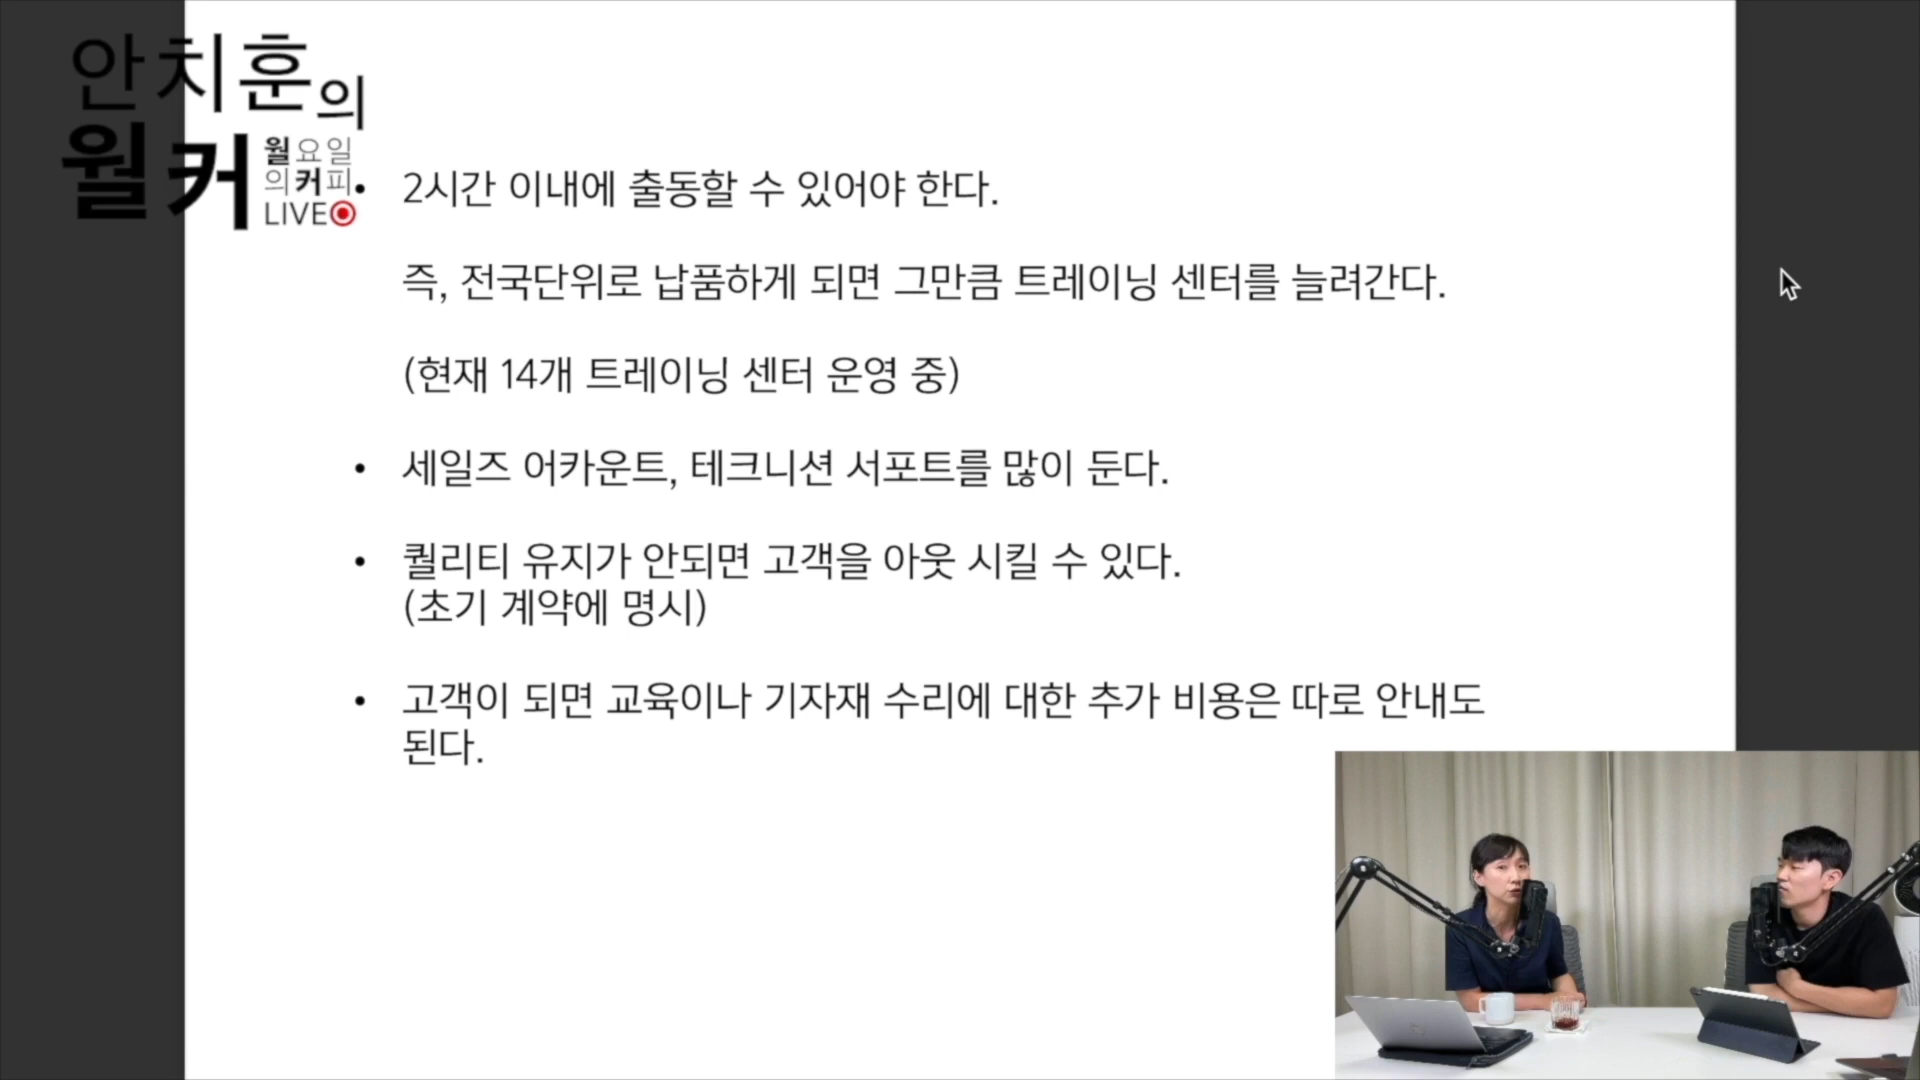 안치훈의
월커
월요일
의커피
LIVE
• 2시간 이내에 출동할 수 있어야 한다.
즉, 전국단위로 납품하게 되면 그만큼 트레이닝 센터를 늘려간다.
(현재 14개 트레이닝 센터 운영 중)
• 세일즈 어카운트, 테크니션 서포트를 많이 둔다.
• 퀄리티 유지가 안되면 고객을 아웃 시킬 수 있다.
(초기 계약에 명시)
• 고객이 되면 교육이나 기자재 수리에 대한 추가 비용은 따로 안내도
된다.